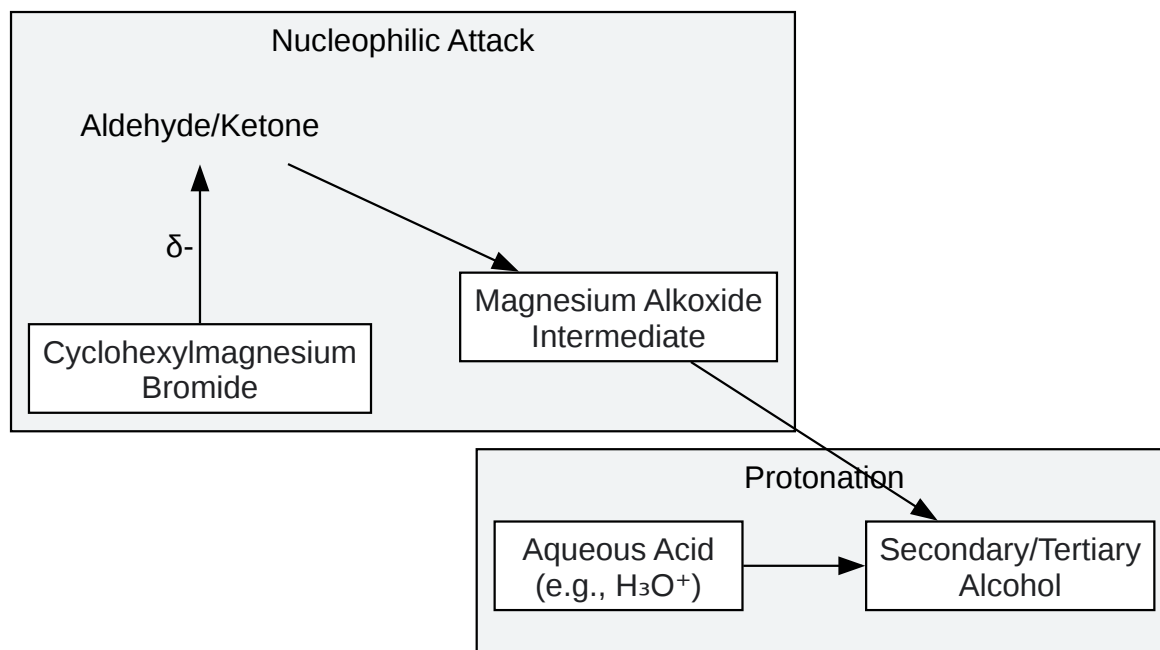 Nucleophilic Attack
Aldehyde/Ketone
δ-
Magnesium Alkoxide
Intermediate
Cyclohexylmagnesium
Bromide
Protonation
Aqueous Acid
(e.g., H₃O⁺)
Secondary/Tertiary
Alcohol